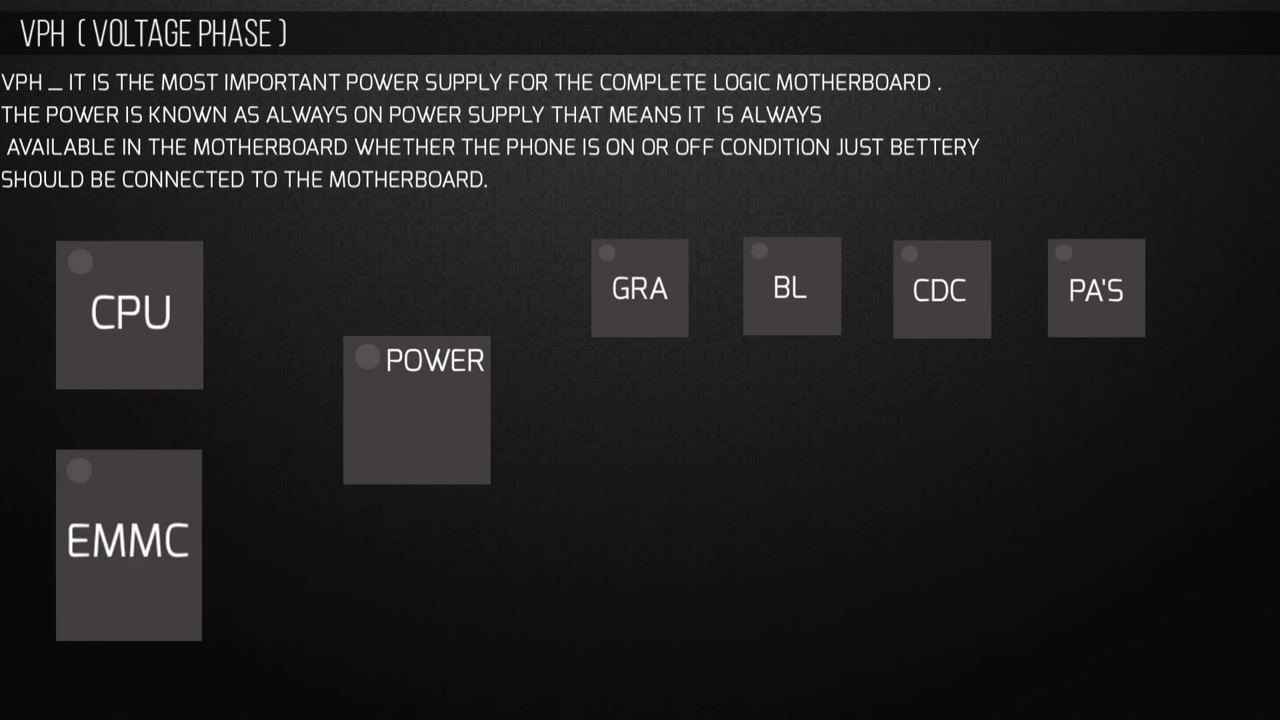 VPH ( VOLTAGE PHASE )
VPH _ IT IS THE MOST IMPORTANT POWER SUPPLY FOR THE COMPLETE LOGIC MOTHERBOARD .
THE POWER IS KNOWN AS ALWAYS ON POWER SUPPLY THAT MEANS IT IS ALWAYS
AVAILABLE IN THE MOTHERBOARD WHETHER THE PHONE IS ON OR OFF CONDITION JUST BETTERY
SHOULD BE CONNECTED TO THE MOTHERBOARD.
CPU
GRA
BL
CDC
PA'S
POWER
EMMC